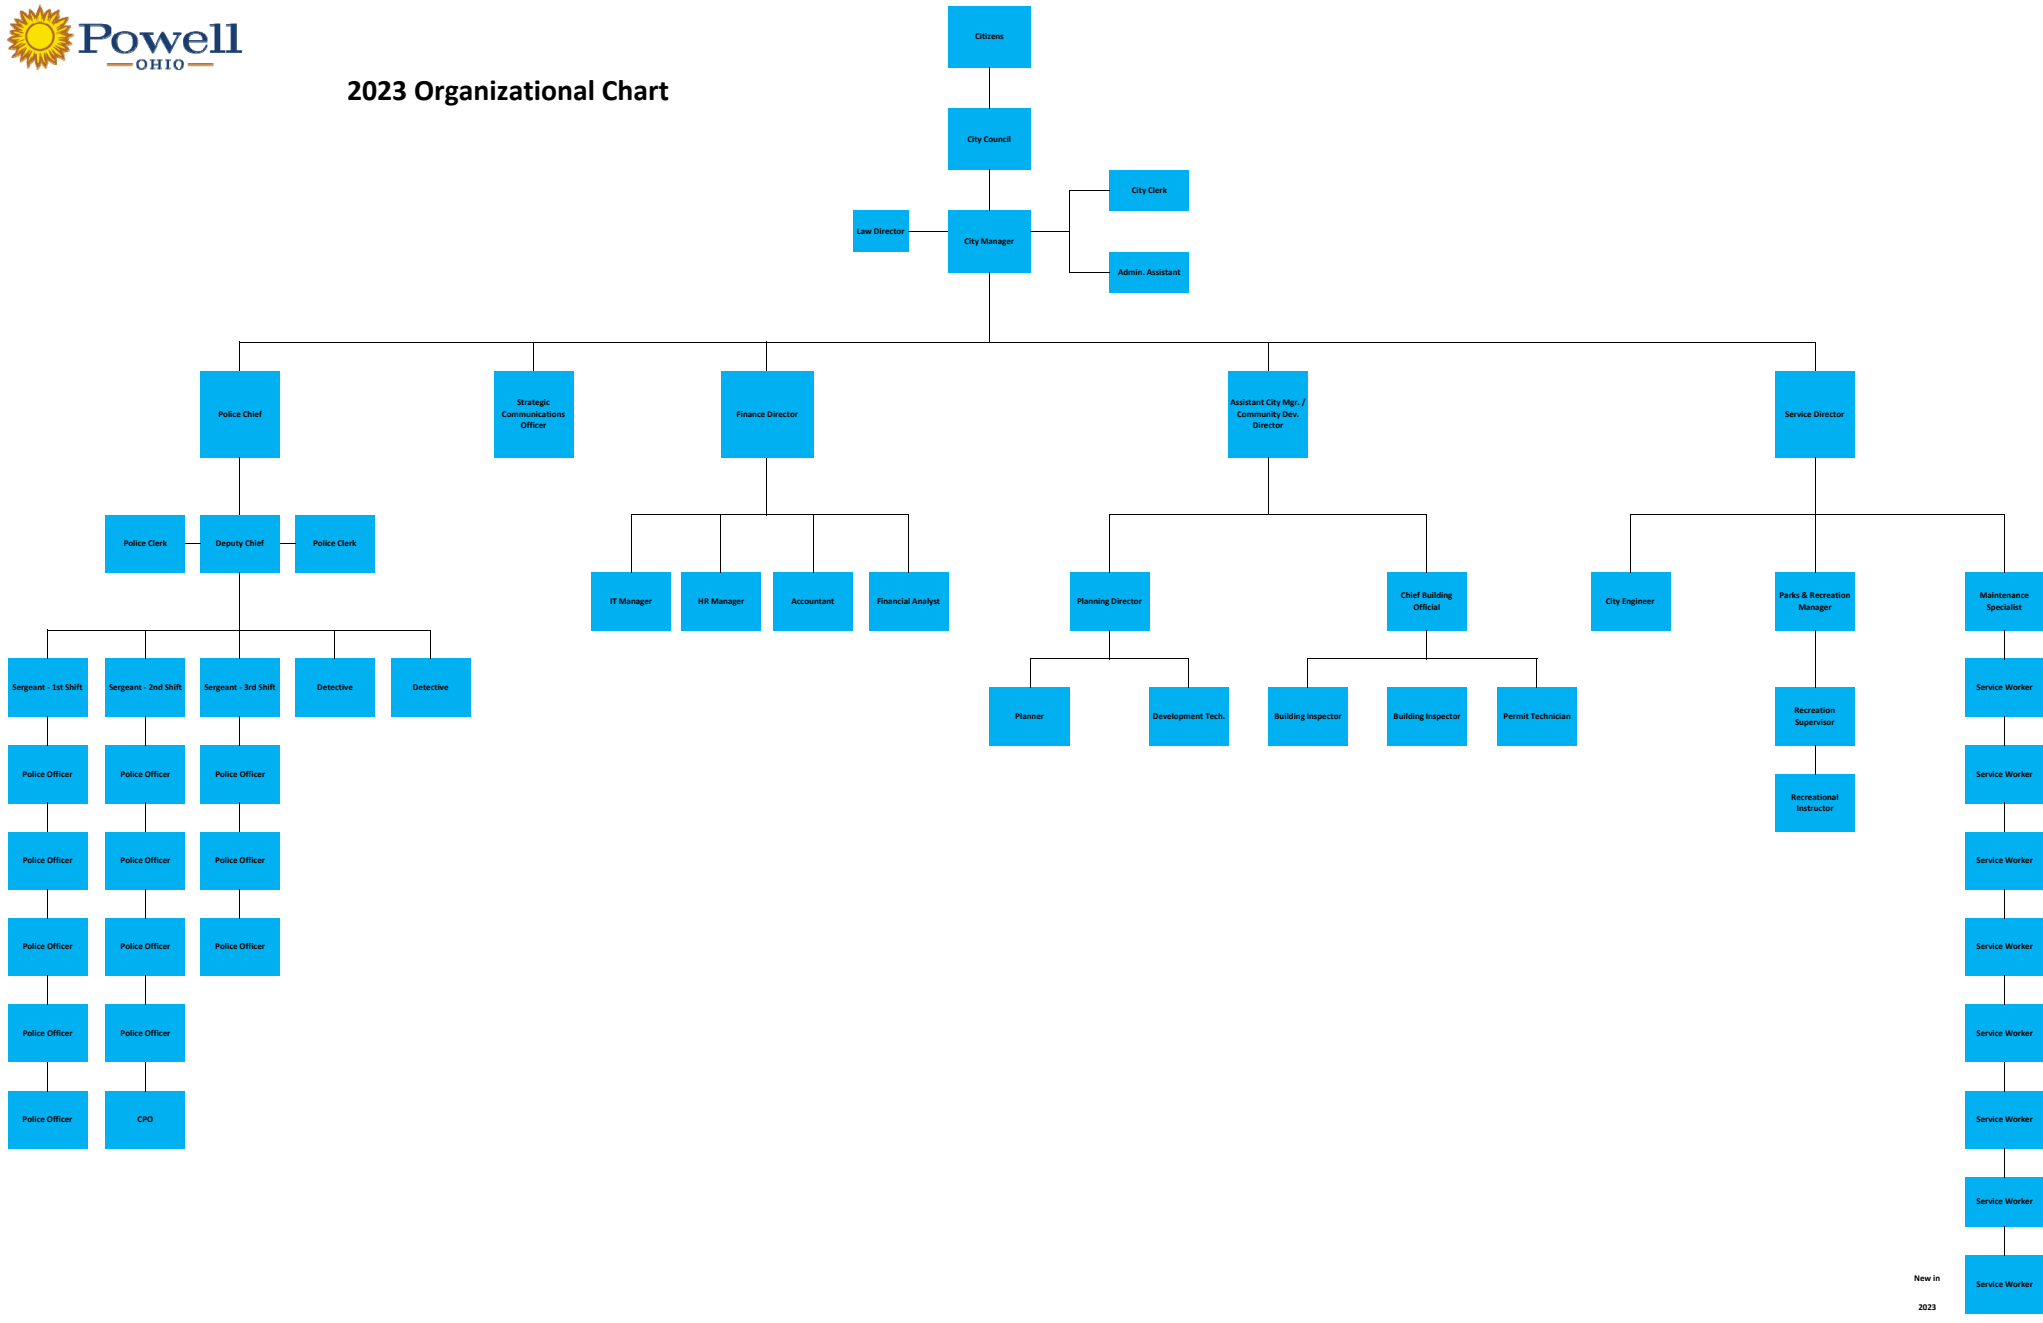 Powell
OHIO
2023 Organizational Chart
Citizens
City Council
City Clerk
Law Director
City Manager
Admin. Assistant
Police Chief
Strategic
Communications
Officer
Finance Director
Assistant City Mgr. /
Community Dev.
Director
Service Director
Police Clerk
Deputy Chief
Police Clerk
IT Manager
HR Manager
Accountant
Financial Analyst
Planning Director
Chief Building
Official
City Engineer
Parks & Recreation
Manager
Maintenance
Specialist
Sergeant - 1st Shift
Sergeant - 2nd Shift
Sergeant - 3rd Shift
Detective
Detective
Planner
Development Tech.
Building Inspector
Building Inspector
Permit Technician
Recreation
Supervisor
Service Worker
Police Officer
Police Officer
Police Officer
Recreational
Instructor
Service Worker
Police Officer
Police Officer
Police Officer
Service Worker
Police Officer
Police Officer
Police Officer
Service Worker
Police Officer
Police Officer
Service Worker
Police Officer
CPO
Service Worker
Service Worker
New in
2023
Service Worker